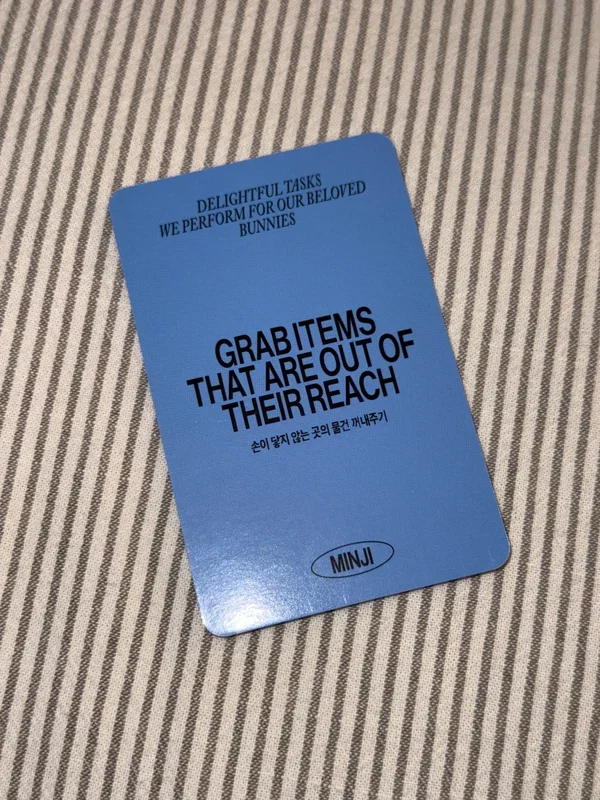 DELIGHTFUL TASKS
WE PERFORM FOR OUR BELOVED
BUNNIES
GRAB ITEMS
THAT ARE OUT OF
THEIR REACH
손이 닿지 않는 곳의 물건 꺼내주기
MINJI